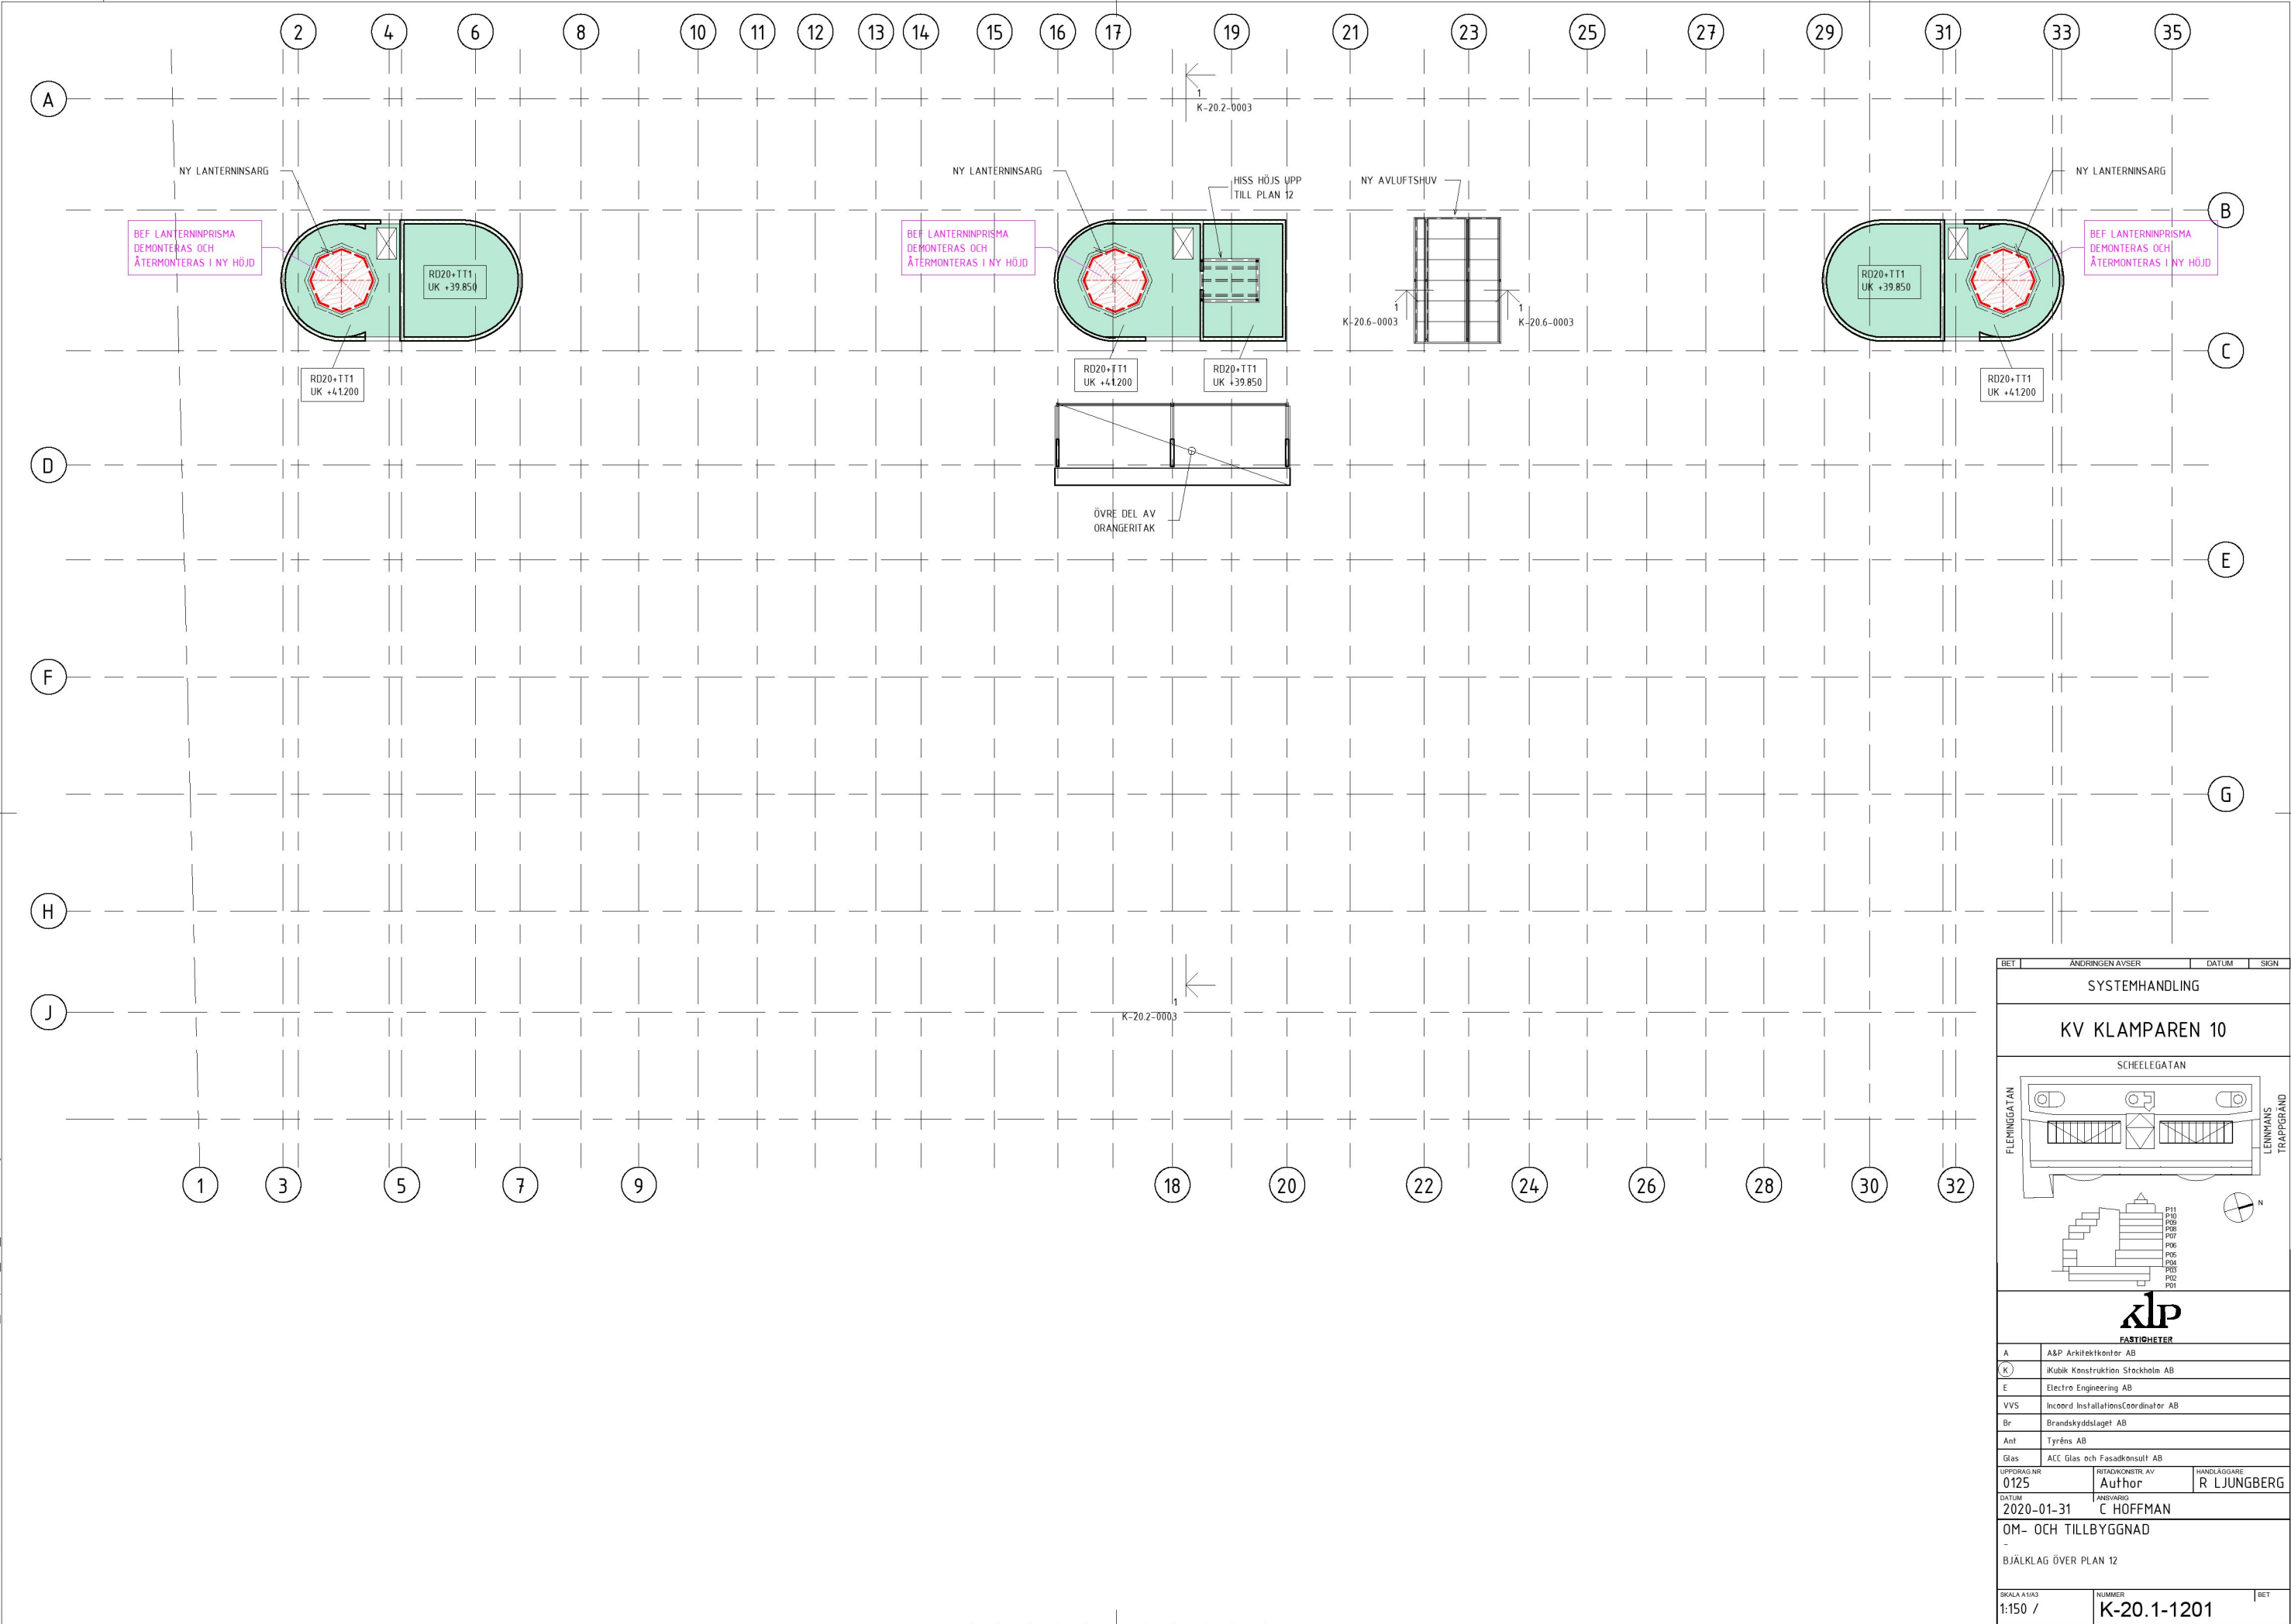 2
4
6
8
10
11
12
13
14
15
16
17
19
21
23
25
27
29
31
33
35
A
1
K-20.2-0003
NY LANTERNINSARG
NY LANTERNINSARG
HISS HÖJS UPP
TILL PLAN 12
NY AVLUFTSHUV
NY LANTERNINSARG
B
BEF LANTERNINPRISMA
DEMONTERAS OCH
ÅTERMONTERAS I NY HÖJD
BEF LANTERNINPRISMA
DEMONTERAS OCH
ÅTERMONTERAS I NY HÖJD
BEF LANTERNINPRISMA
DEMONTERAS OCH
ÅTERMONTERAS I NY HÖJD
RD20+TT1
UK +39.850
RD20+TT1
UK +39.850
1
K-20.6-0003
1
K-20.6-0003
C
RD20+TT1
UK +41.200
RD20+TT1
UK +41.200
RD20+TT1
UK +39.850
RD20+TT1
UK +41.200
D
ÖVRE DEL AV
ORANGERITAK
E
F
G
H
J
1
K-20.2-0003
1
3
5
7
9
18
20
22
24
26
28
30
32
BET ÄNDRINGEN AVSER DATUM SIGN
SYSTEMHANDLING
KV KLAMPAREN 10
SCHEELEGATAN
FLEMINGGATAN
LENNMANS
TRAPPGRÄND
N
P11
P10
P09
P08
P07
P06
P05
P04
P03
P02
P01
klp
FASTIGHETER
A A&P Arkitektkontor AB
K iKubik Konstruktion Stockholm AB
E Electro Engineering AB
VVS Incoord InstallationsCoordinator AB
Br Brandskyddslaget AB
Ant Tyréns AB
Glas ACC Glas och Fasadkonsult AB
UPPDRAG.NR RITAD/KONSTR. AV HANDLÄGGARE
0125 Author R LJUNGBERG
DATUM ANSVARIG
2020-01-31 C HOFFMAN
OM- OCH TILLBYGGNAD
-
BJÄLKLAG ÖVER PLAN 12
SKALA A1/A3 NUMMER BET
1:150 / K-20.1-1201